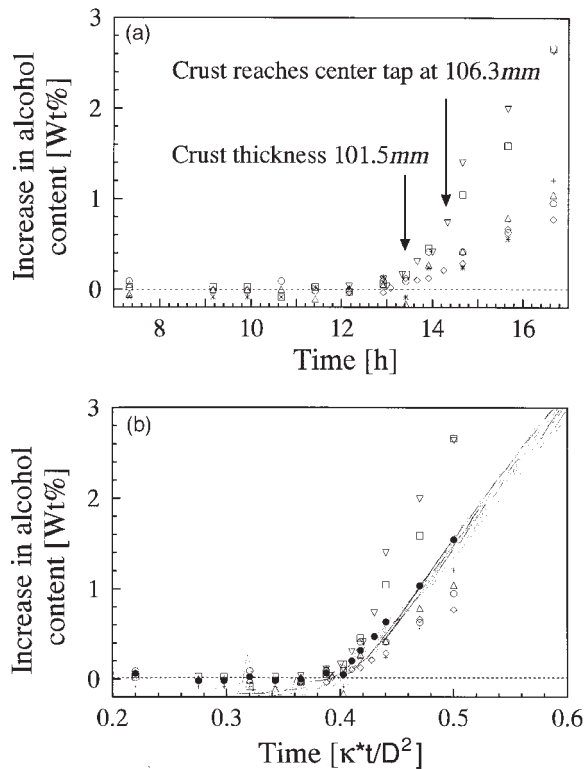 (a)
3
2
1
0
Increase in alcohol
content [Wt%]
Crust reaches center tap at 106.3mm
Crust thickness 101.5mm
8 10 12 14 16
Time [h]
(b)
3
2
1
0
Increase in alcohol
content [Wt%]
0.2 0.3 0.4 0.5 0.6
Time [κ*t/D²]